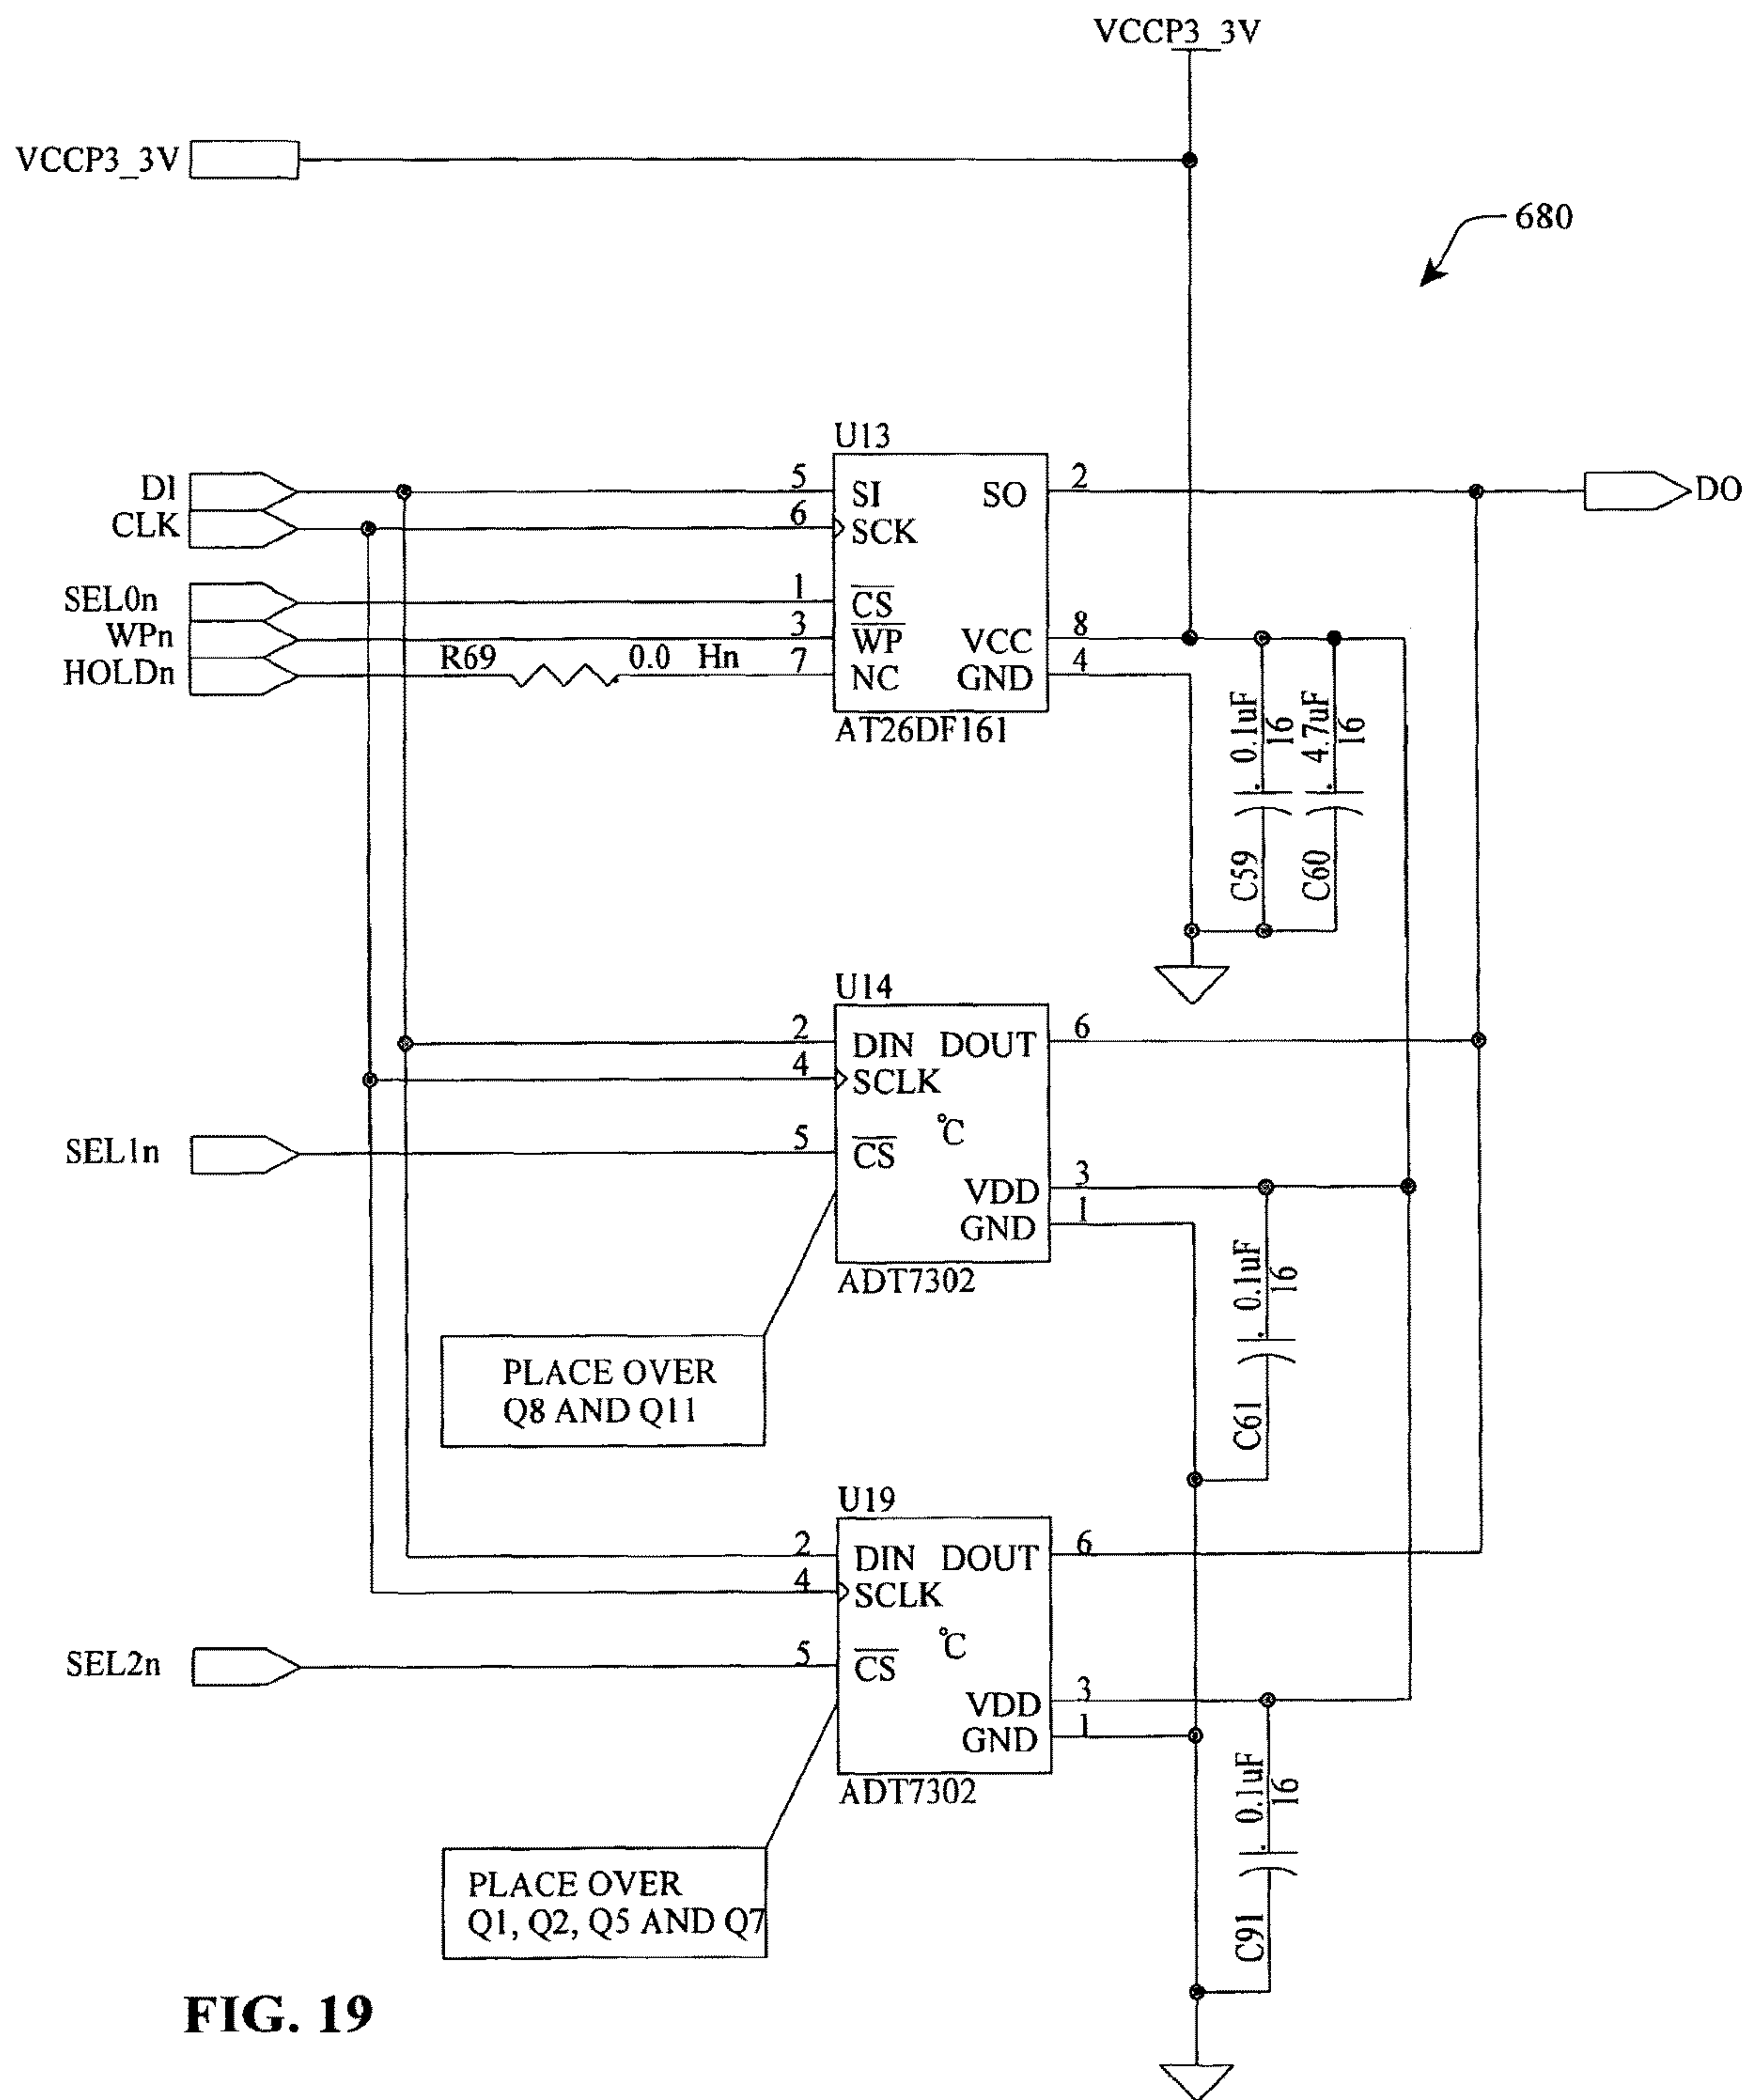 VCCP3_3V
VCCP3_3V
680
U13
DI
5
SI
SO
2
DO
CLK
6
SCK
SEL0n
1
CS
WPn
3
WP
VCC
8
HOLDn
R69
0.0 Hn
7
NC
GND
4
AT26DF161
0.1uF
16
4.7uF
16
C59
C60
U14
2
DIN
DOUT
6
4
SCLK
°C
SEL1n
5
CS
VDD
3
GND
1
ADT7302
0.1uF
16
PLACE OVER
Q8 AND Q11
C61
U19
2
DIN
DOUT
6
4
SCLK
°C
SEL2n
5
CS
VDD
3
GND
1
ADT7302
0.1uF
16
PLACE OVER
Q1, Q2, Q5 AND Q7
C91
FIG. 19